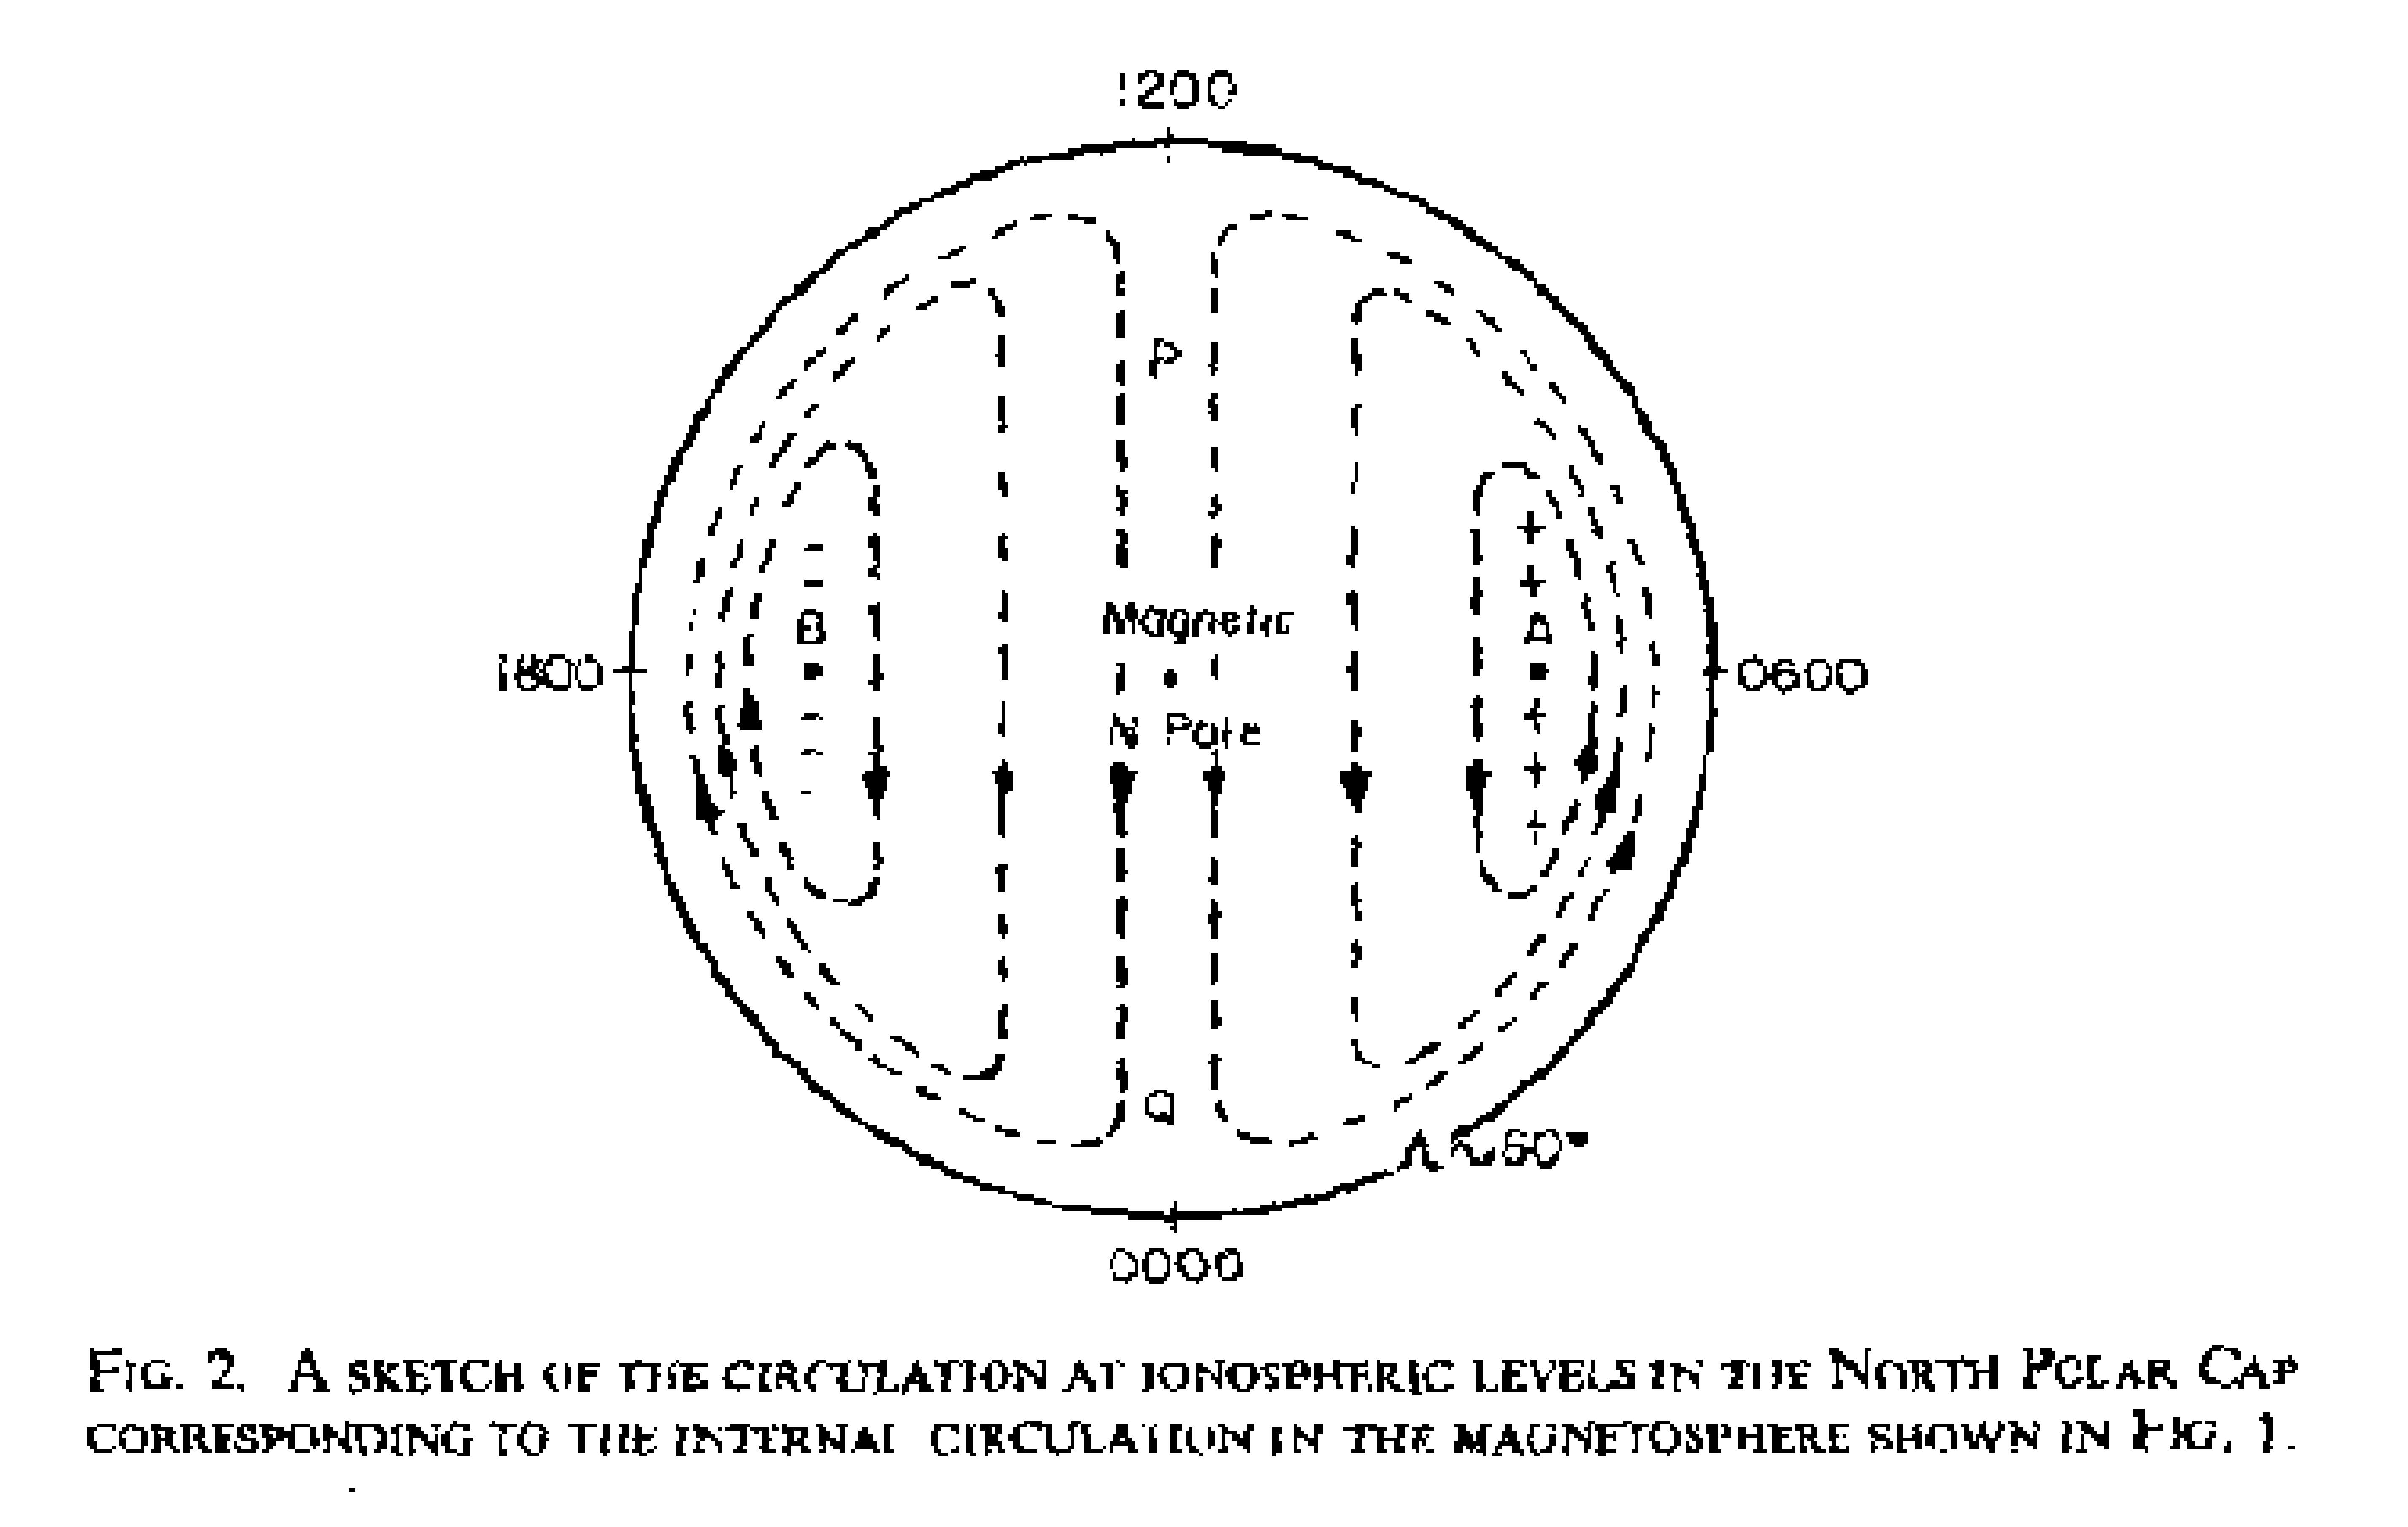 1200
P
B
Magnetic
A
1800
0600
N Pole
Q
Λ ≈ 60°
0000
FIG. 2. A SKETCH OF THE CIRCULATION AT IONOSPHERIC LEVELS IN THE NORTH POLAR CAP
CORRESPONDING TO THE INTERNAL CIRCULATION IN THE MAGNETOSPHERE SHOWN IN FIG. 1.